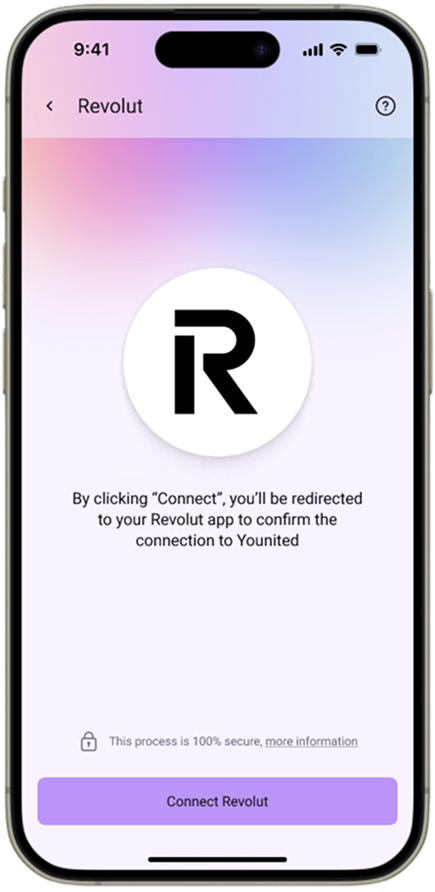 9:41
Revolut
R
By clicking “Connect”, you’ll be redirected
to your Revolut app to confirm the
connection to Younited
This process is 100% secure, more information
Connect Revolut